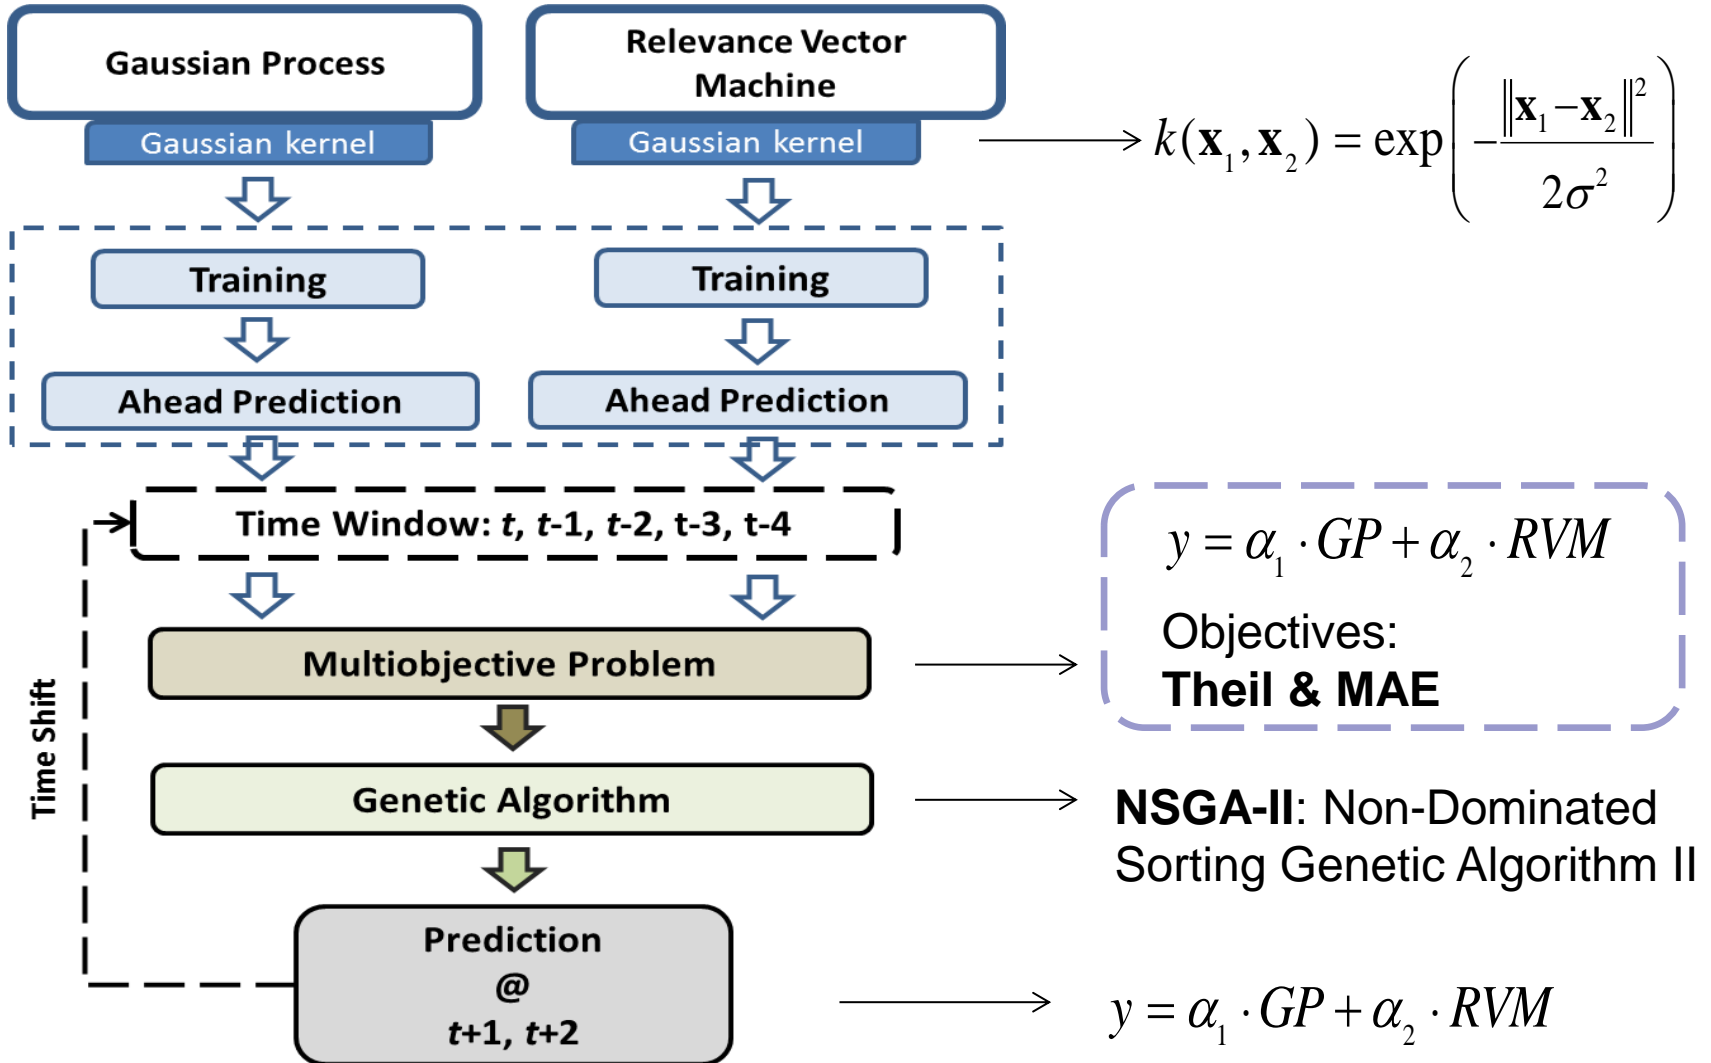 Gaussian Process
Relevance Vector
Machine
Gaussian kernel
Gaussian kernel
k(x₁, x₂) = exp(−‖x₁−x₂‖² / 2σ²)
Training
Training
Ahead Prediction
Ahead Prediction
Time Window: t, t-1, t-2, t-3, t-4
y = α₁ · GP + α₂ · RVM
Objectives:
Theil & MAE
Multiobjective Problem
Time Shift
Genetic Algorithm
NSGA-II: Non-Dominated
Sorting Genetic Algorithm II
Prediction
@
t+1, t+2
y = α₁ · GP + α₂ · RVM